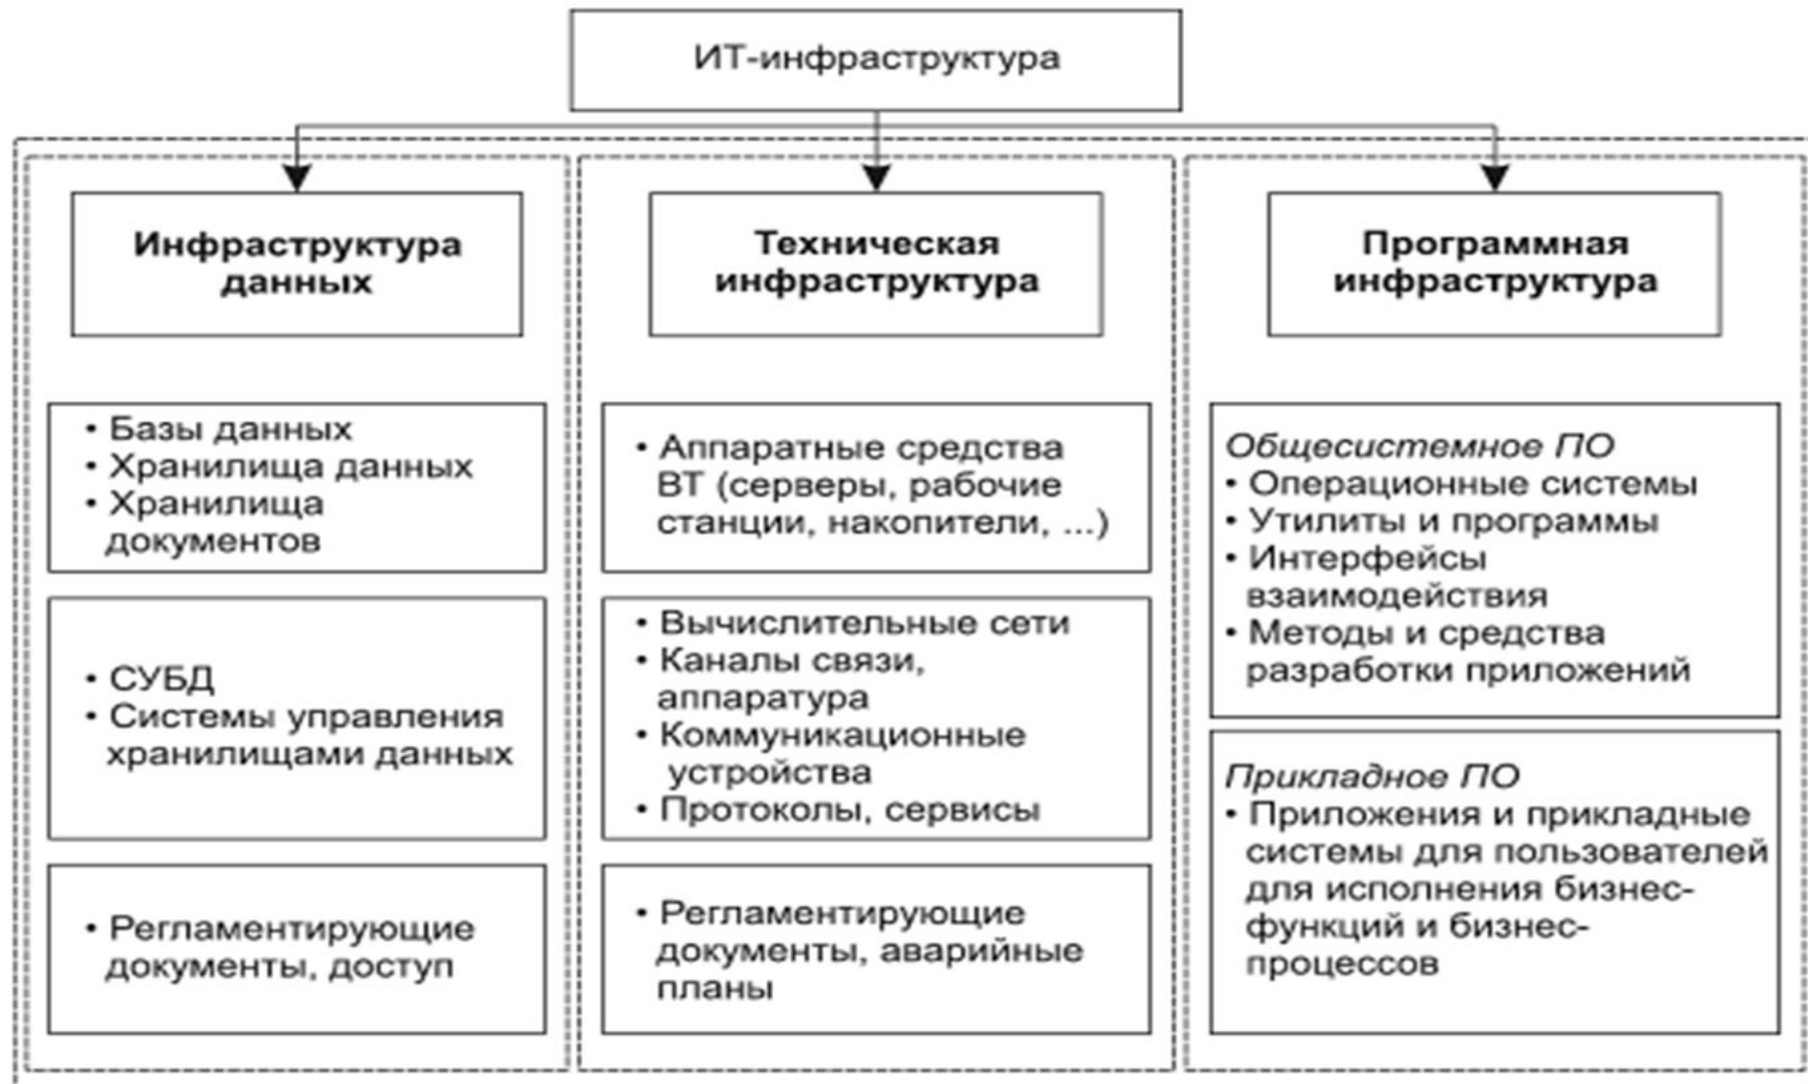 ИТ-инфраструктура
Инфраструктура
данных
• Базы данных
• Хранилища данных
• Хранилища
документов
• СУБД
• Системы управления
хранилищами данных
• Регламентирующие
документы, доступ
Техническая
инфраструктура
• Аппаратные средства
ВТ (серверы, рабочие
станции, накопители, ...)
• Вычислительные сети
• Каналы связи,
аппаратура
• Коммуникационные
устройства
• Протоколы, сервисы
• Регламентирующие
документы, аварийные
планы
Программная
инфраструктура
Общесистемное ПО
• Операционные системы
• Утилиты и программы
• Интерфейсы
взаимодействия
• Методы и средства
разработки приложений
Прикладное ПО
• Приложения и прикладные
системы для пользователей
для исполнения бизнес-
функций и бизнес-
процессов